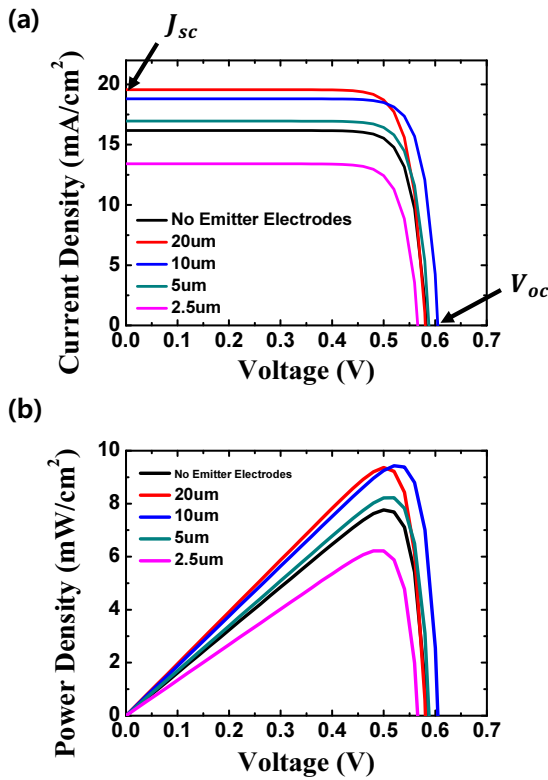 (a)
J_sc
Current Density (mA/cm²)
20
15
10
5
0
No Emitter Electrodes
20um
10um
5um
2.5um
V_oc
0.0 0.1 0.2 0.3 0.4 0.5 0.6 0.7
Voltage (V)
(b)
Power Density (mW/cm²)
10
8
6
4
2
0
No Emitter Electrodes
20um
10um
5um
2.5um
0.0 0.1 0.2 0.3 0.4 0.5 0.6 0.7
Voltage (V)